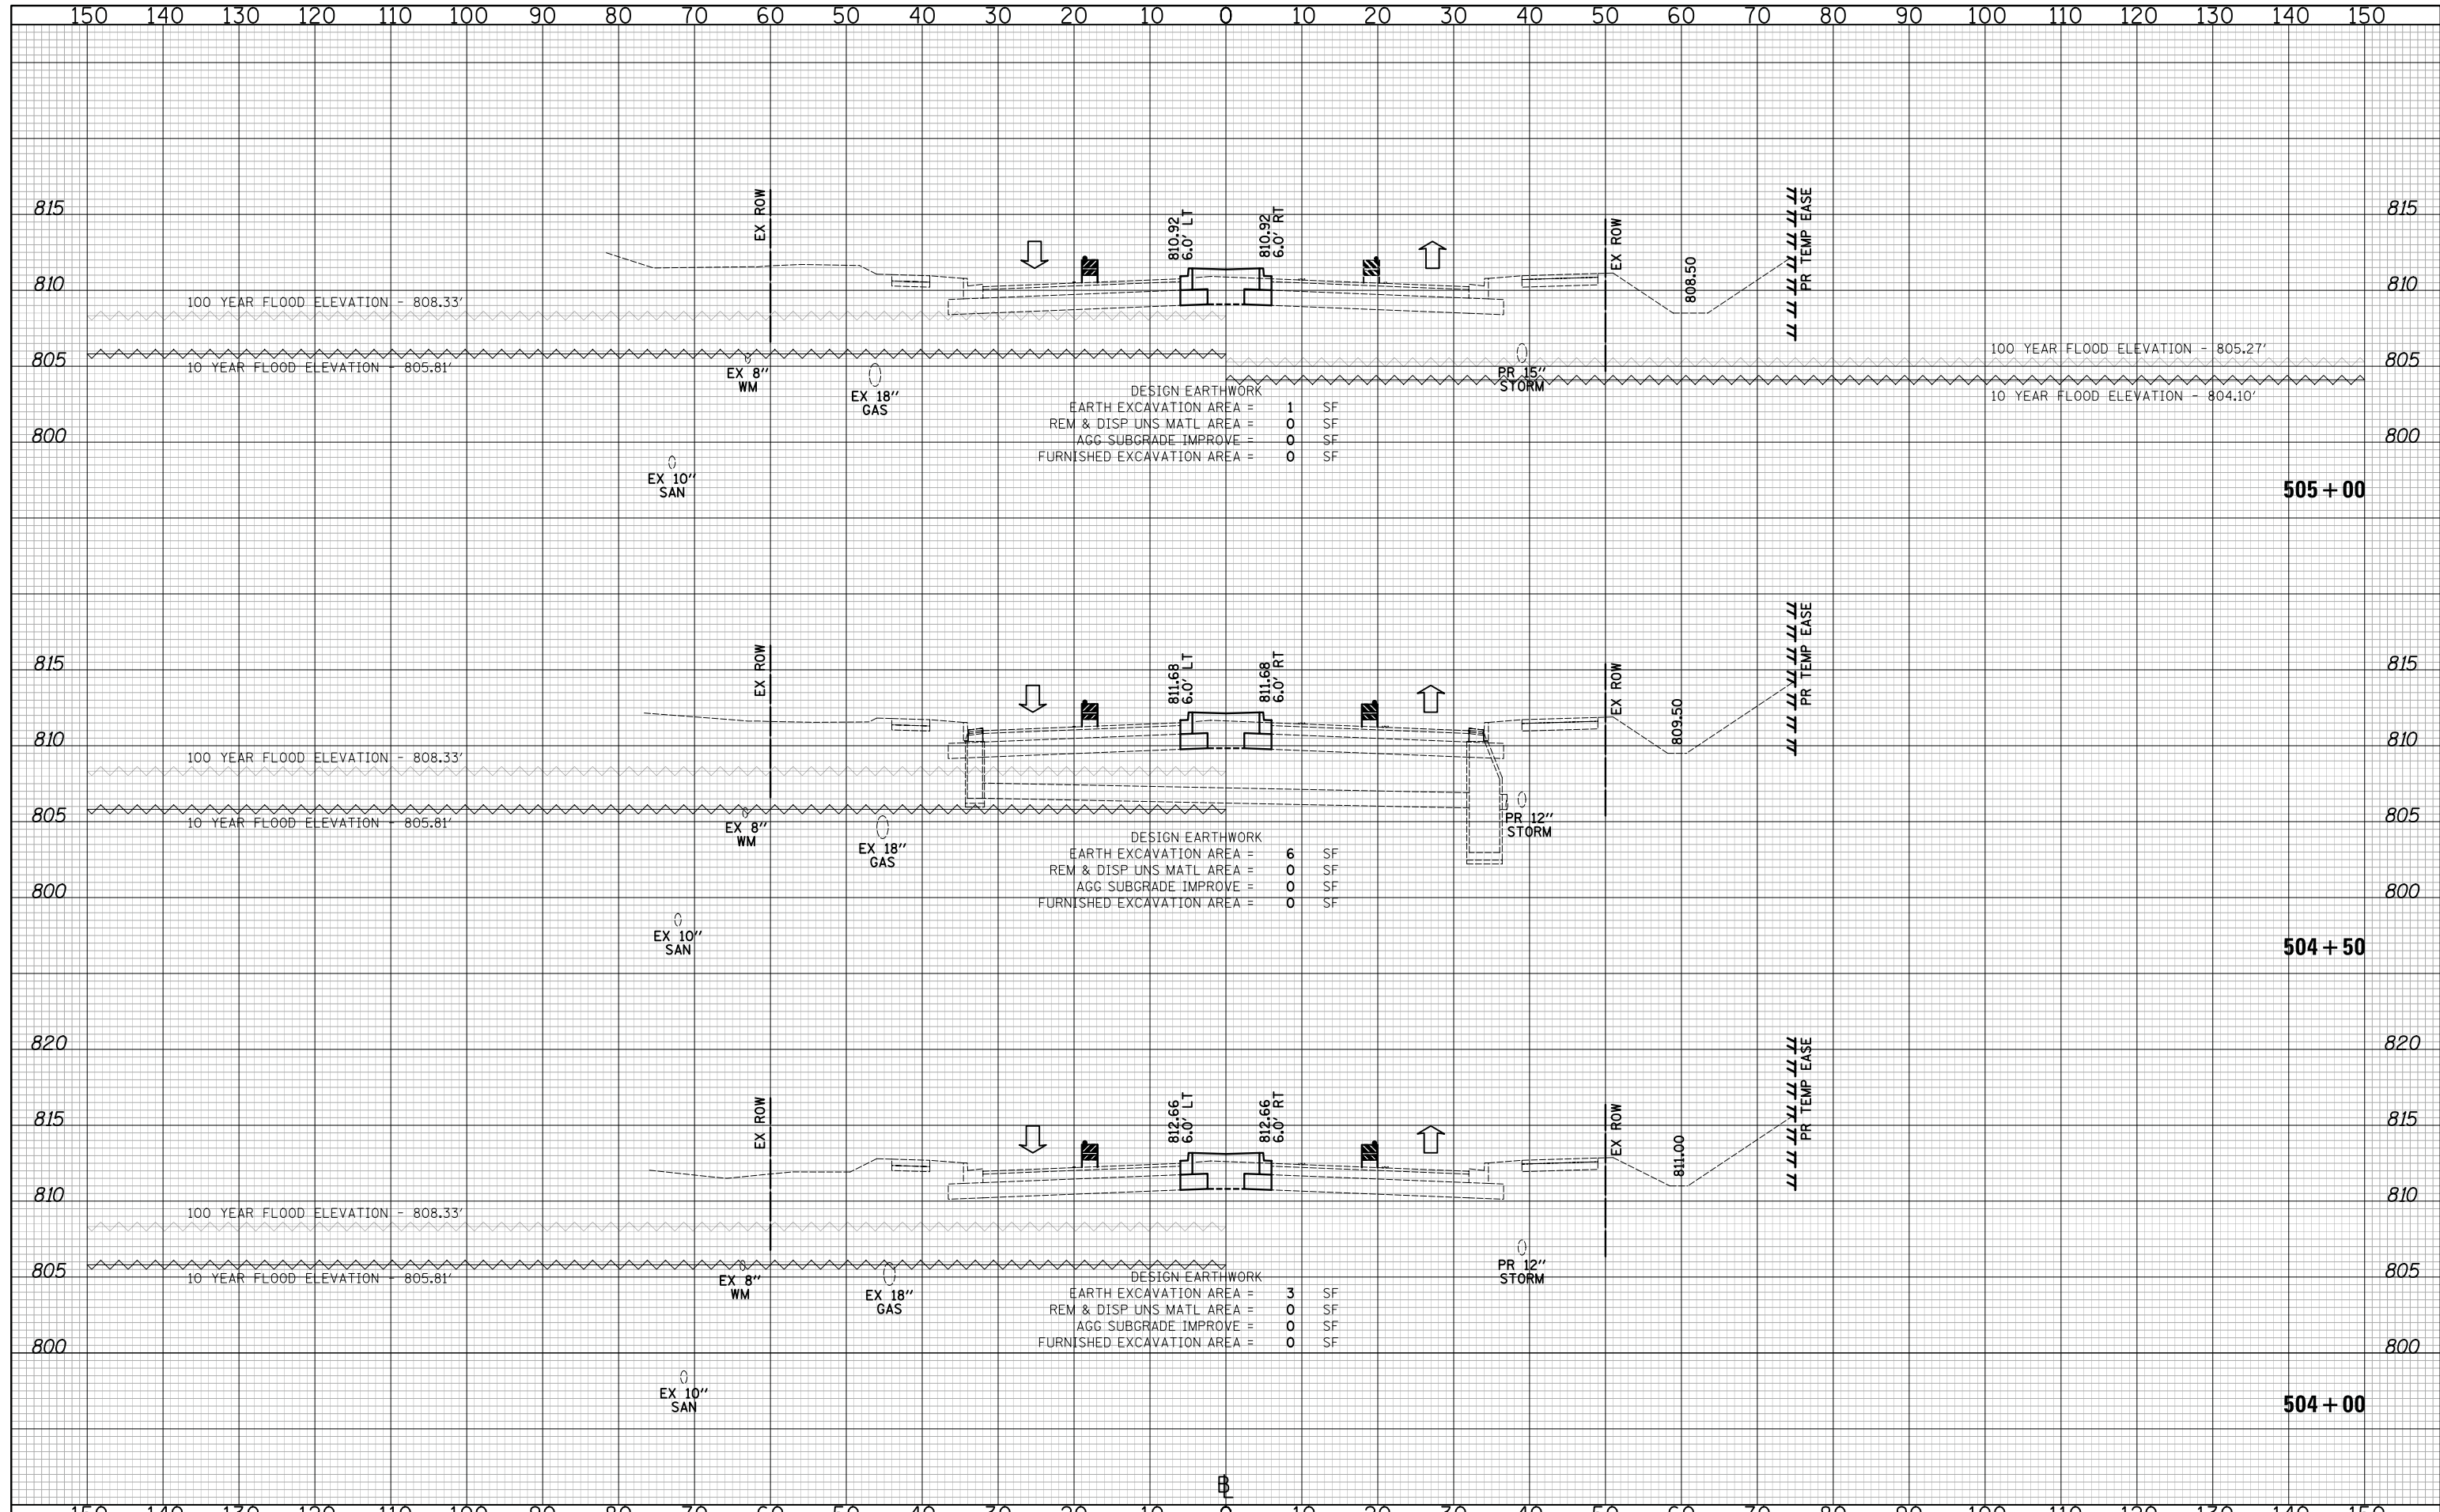 150 140 130 120 110 100 90 80 70 60 50 40 30 20 10 0 10 20 30 40 50 60 70 80 90 100 110 120 130 140 150
815 815
EX ROW
810.92
6.0' LT
810.92
6.0' RT
EX ROW
808.50
PR TEMP EASE
810 810
100 YEAR FLOOD ELEVATION - 808.33'
805 805
10 YEAR FLOOD ELEVATION - 805.81'
100 YEAR FLOOD ELEVATION - 805.27'
10 YEAR FLOOD ELEVATION - 804.10'
EX 8"
WM
EX 18"
GAS
PR 15"
STORM
DESIGN EARTHWORK
EARTH EXCAVATION AREA = 1 SF
REM & DISP UNS MATL AREA = 0 SF
AGG SUBGRADE IMPROVE = 0 SF
FURNISHED EXCAVATION AREA = 0 SF
800 800
EX 10"
SAN
505+00
815 815
EX ROW
811.68
6.0' LT
811.68
6.0' RT
EX ROW
809.50
PR TEMP EASE
810 810
100 YEAR FLOOD ELEVATION - 808.33'
805 805
10 YEAR FLOOD ELEVATION - 805.81'
EX 8"
WM
EX 18"
GAS
PR 12"
STORM
DESIGN EARTHWORK
EARTH EXCAVATION AREA = 6 SF
REM & DISP UNS MATL AREA = 0 SF
AGG SUBGRADE IMPROVE = 0 SF
FURNISHED EXCAVATION AREA = 0 SF
800 800
EX 10"
SAN
504+50
820 820
815 815
EX ROW
812.66
6.0' LT
812.66
6.0' RT
EX ROW
811.00
PR TEMP EASE
810 810
100 YEAR FLOOD ELEVATION - 808.33'
805 805
10 YEAR FLOOD ELEVATION - 805.81'
EX 8"
WM
EX 18"
GAS
PR 12"
STORM
DESIGN EARTHWORK
EARTH EXCAVATION AREA = 3 SF
REM & DISP UNS MATL AREA = 0 SF
AGG SUBGRADE IMPROVE = 0 SF
FURNISHED EXCAVATION AREA = 0 SF
800 800
EX 10"
SAN
504+00
BL
150 140 130 120 110 100 90 80 70 60 50 40 30 20 10 0 10 20 30 40 50 60 70 80 90 100 110 120 130 140 150